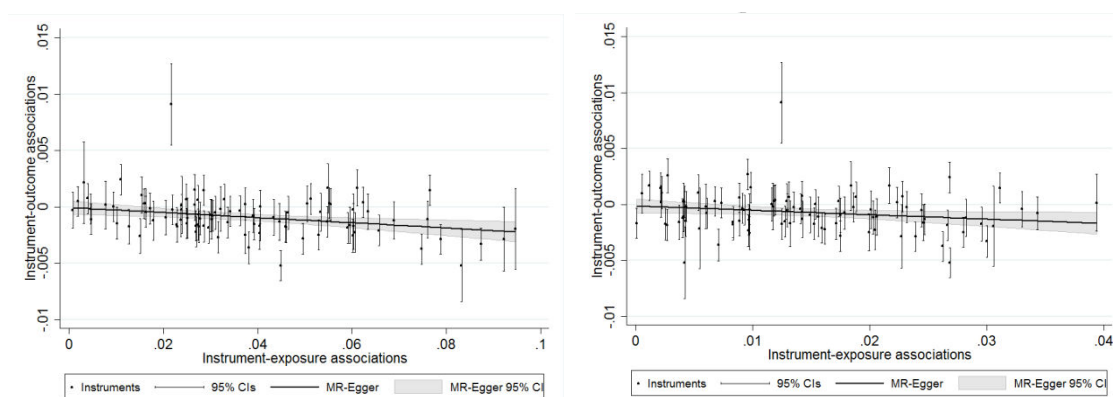 .015
.01
.005
0
-.005
-.01
Instrument-outcome associations
0 .02 .04 .06 .08 .1
Instrument-exposure associations
Instruments 95% CIs MR-Egger MR-Egger 95% CI
.015
.01
.005
0
-.005
-.01
Instrument-outcome associations
0 .01 .02 .03 .04
Instrument-exposure associations
Instruments 95% CIs MR-Egger MR-Egger 95% CI